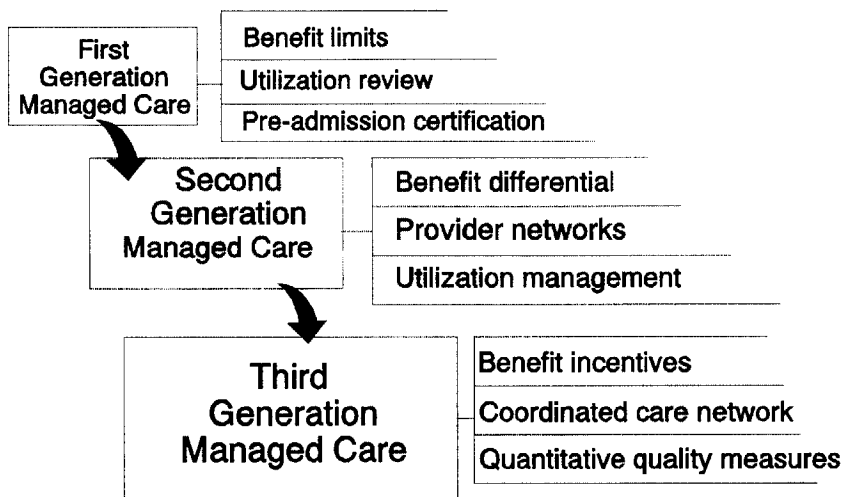 First
Generation
Managed Care
Benefit limits
Utilization review
Pre-admission certification
Second
Generation
Managed Care
Benefit differential
Provider networks
Utilization management
Third
Generation
Managed Care
Benefit incentives
Coordinated care network
Quantitative quality measures